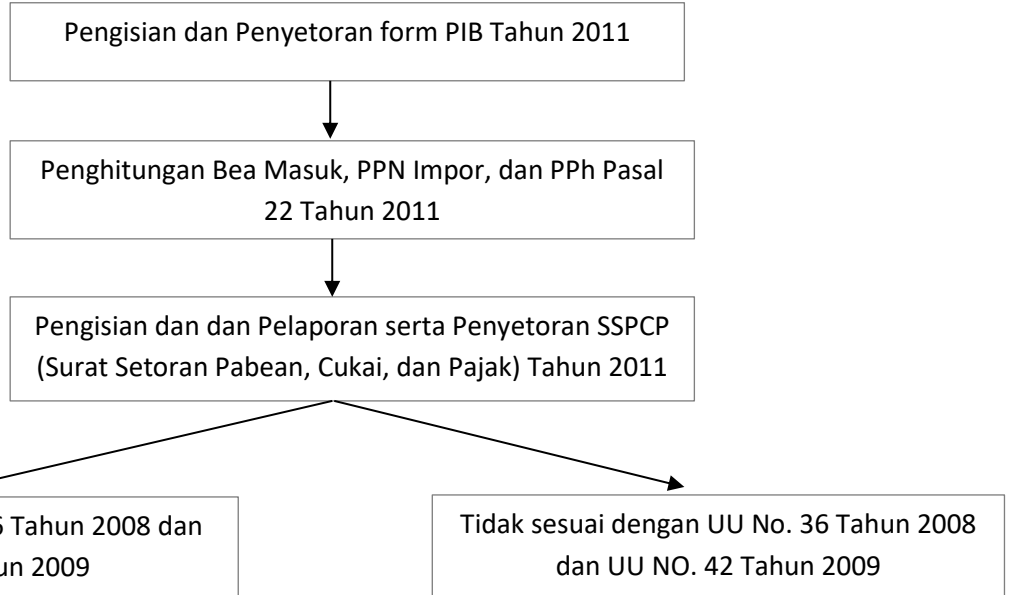 Pengisian dan Penyetoran form PIB Tahun 2011
Penghitungan Bea Masuk, PPN Impor, dan PPh Pasal
22 Tahun 2011
Pengisian dan dan Pelaporan serta Penyetoran SSPCP
(Surat Setoran Pabean, Cukai, dan Pajak) Tahun 2011
6 Tahun 2008 dan
un 2009
Tidak sesuai dengan UU No. 36 Tahun 2008
dan UU NO. 42 Tahun 2009